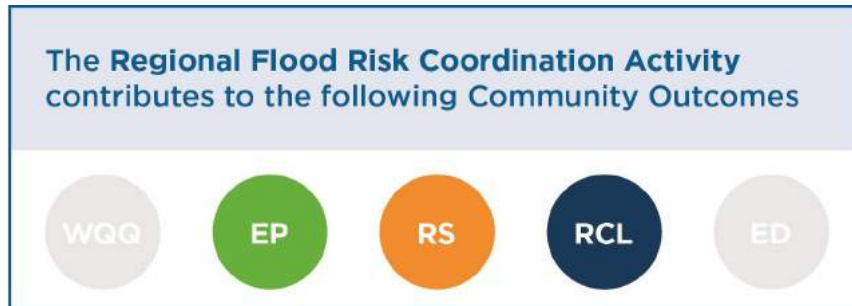 The Regional Flood Risk Coordination Activity
contributes to the following Community Outcomes
WQQ EP RS RCL ED